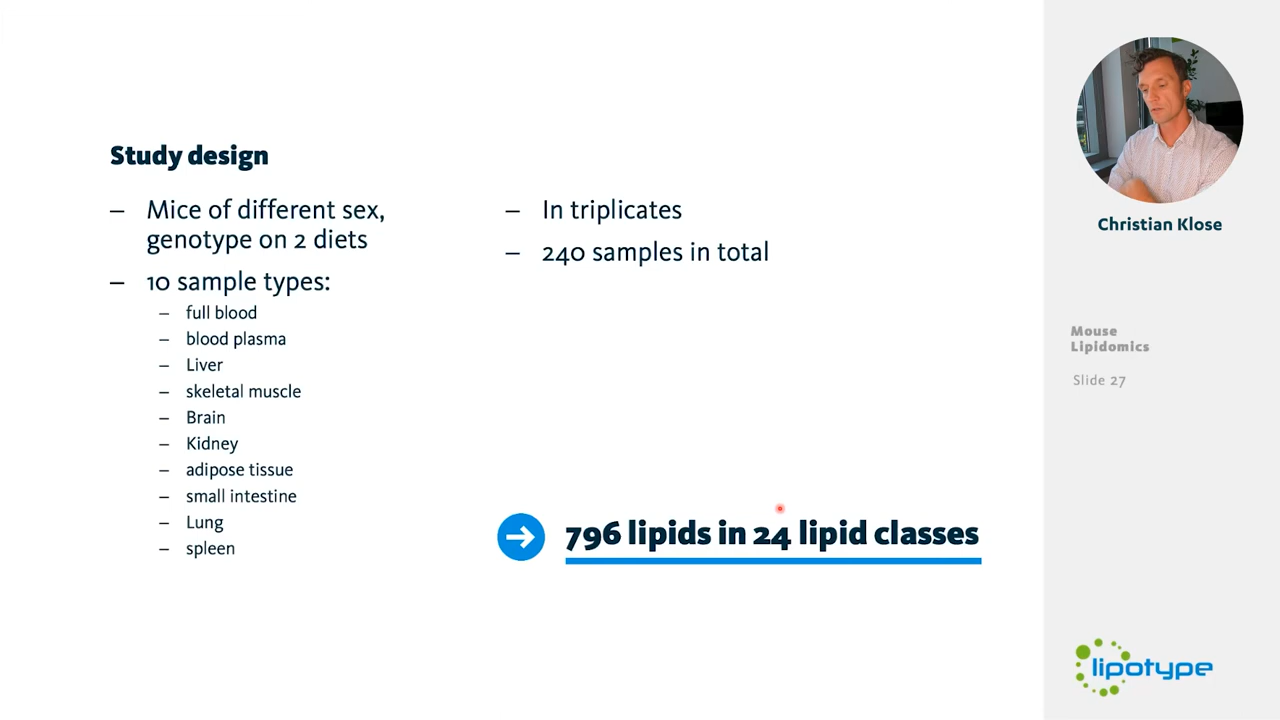 Study design
– Mice of different sex,
genotype on 2 diets
– 10 sample types:
– full blood
– blood plasma
– Liver
– skeletal muscle
– Brain
– Kidney
– adipose tissue
– small intestine
– Lung
– spleen
– In triplicates
– 240 samples in total
796 lipids in 24 lipid classes
Christian Klose
Mouse
Lipidomics
Slide 27
lipotype